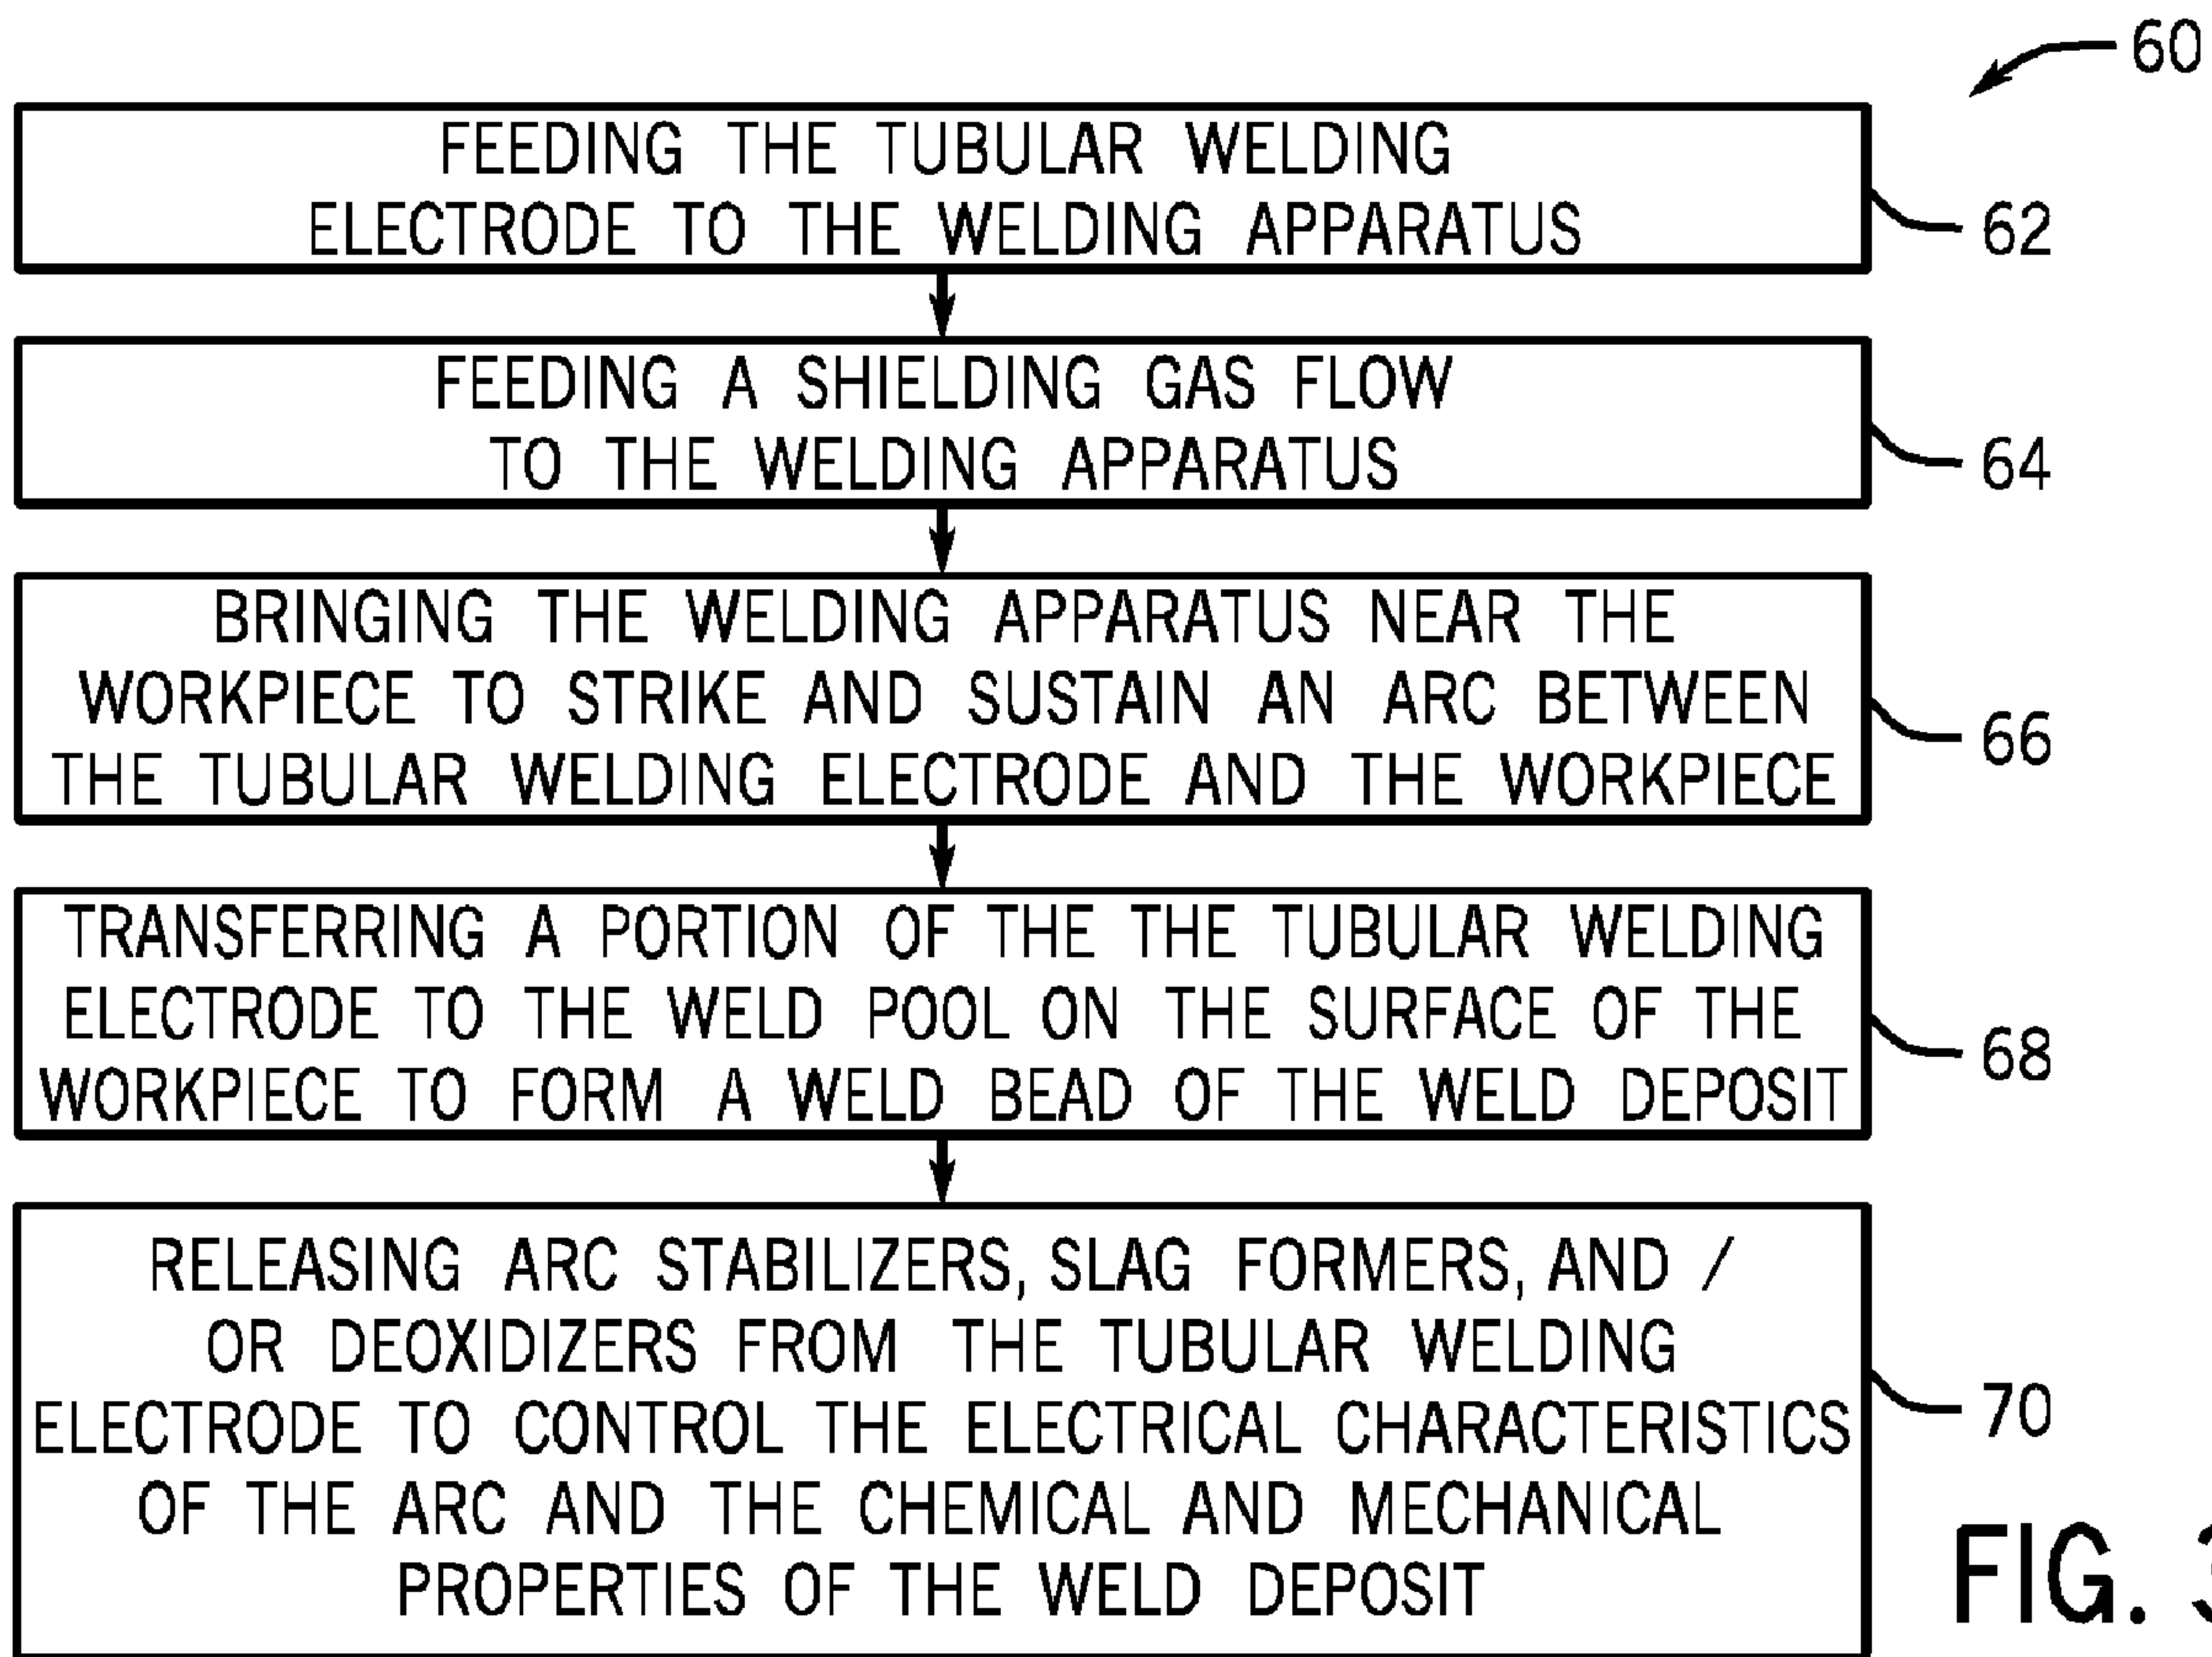 60
FEEDING THE TUBULAR WELDING
ELECTRODE TO THE WELDING APPARATUS
62
FEEDING A SHIELDING GAS FLOW
TO THE WELDING APPARATUS
64
BRINGING THE WELDING APPARATUS NEAR THE
WORKPIECE TO STRIKE AND SUSTAIN AN ARC BETWEEN
THE TUBULAR WELDING ELECTRODE AND THE WORKPIECE
66
TRANSFERRING A PORTION OF THE THE TUBULAR WELDING
ELECTRODE TO THE WELD POOL ON THE SURFACE OF THE
WORKPIECE TO FORM A WELD BEAD OF THE WELD DEPOSIT
68
RELEASING ARC STABILIZERS, SLAG FORMERS, AND /
OR DEOXIDIZERS FROM THE TUBULAR WELDING
ELECTRODE TO CONTROL THE ELECTRICAL CHARACTERISTICS
OF THE ARC AND THE CHEMICAL AND MECHANICAL
PROPERTIES OF THE WELD DEPOSIT
70
FIG.